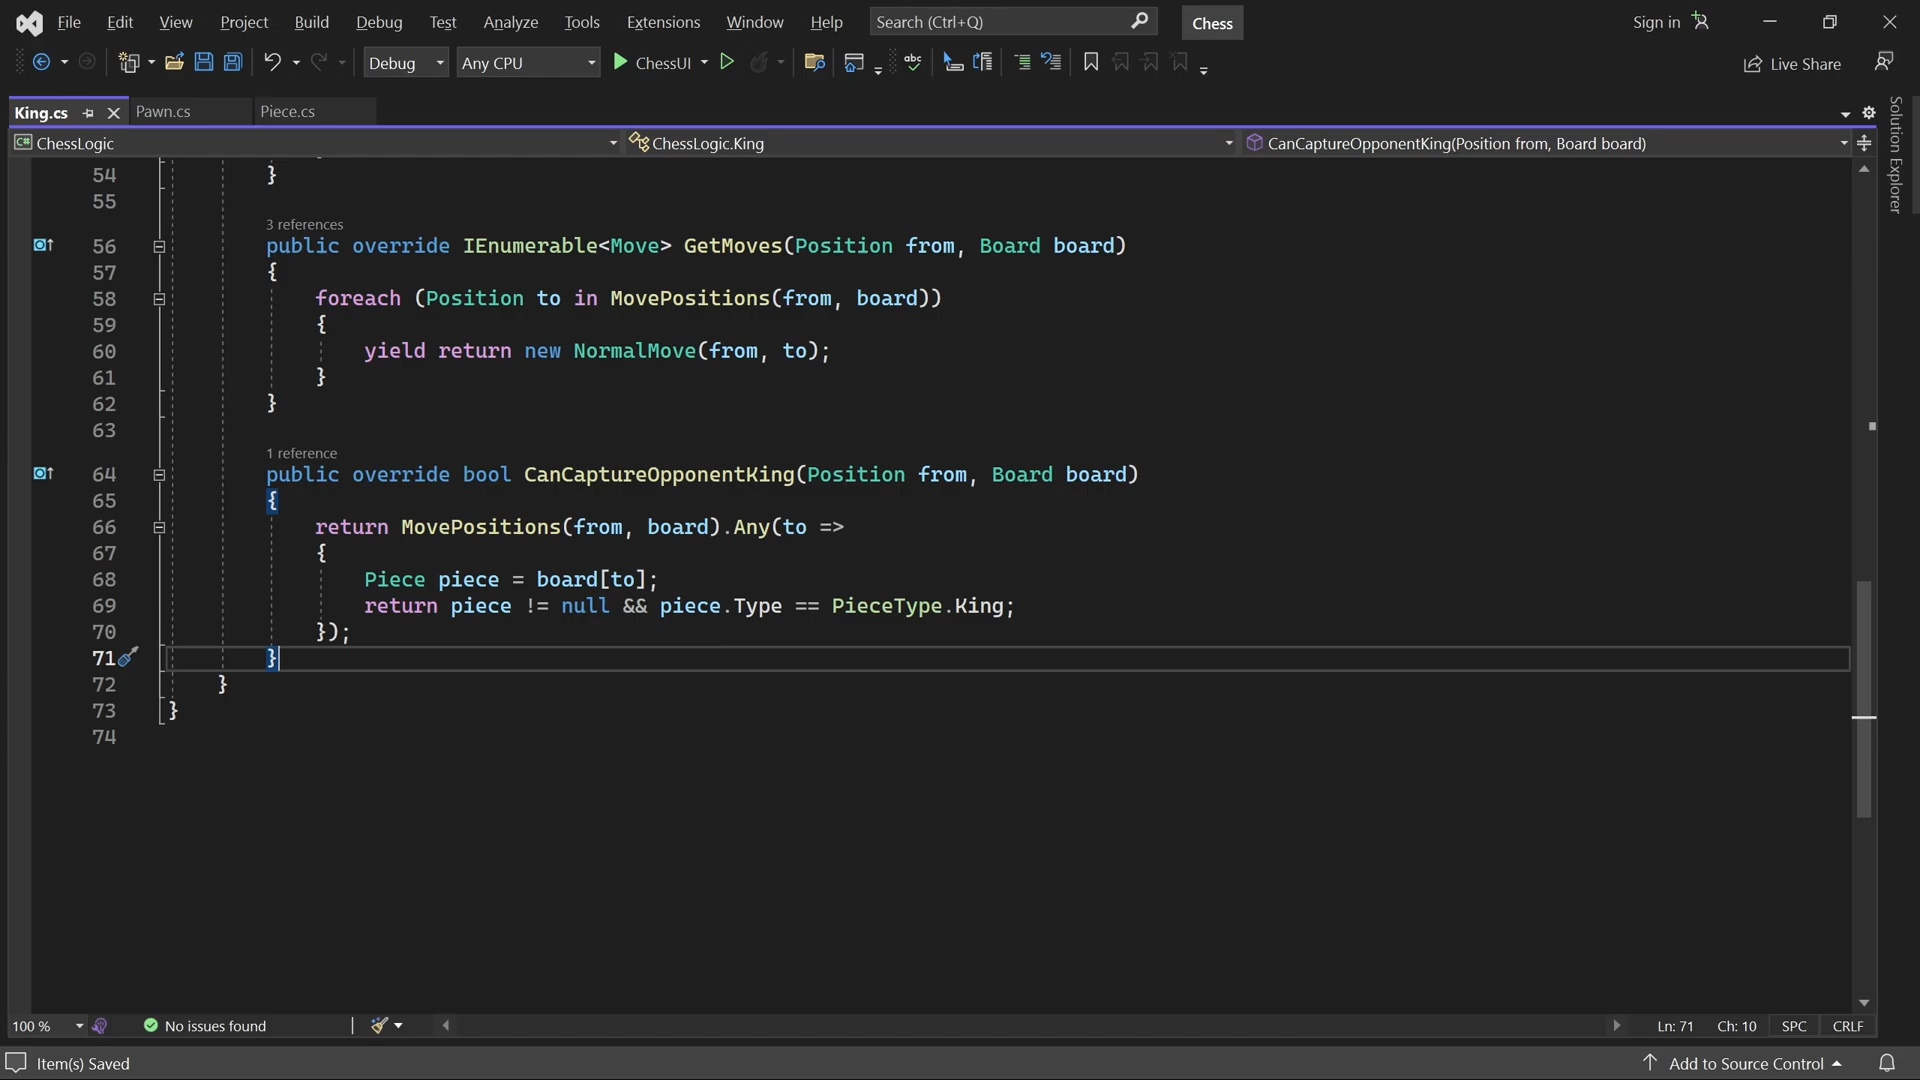 File Edit View Project Build Debug Test Analyze Tools Extensions Window Help Search (Ctrl+Q) Chess Sign in
Debug Any CPU ChessUI Live Share
King.cs Pawn.cs Piece.cs
ChessLogic ChessLogic.King CanCaptureOpponentKing(Position from, Board board)
Solution Explorer
54 }
55
3 references
56 public override IEnumerable<Move> GetMoves(Position from, Board board)
57 {
58 foreach (Position to in MovePositions(from, board))
59 {
60 yield return new NormalMove(from, to);
61 }
62 }
63
1 reference
64 public override bool CanCaptureOpponentKing(Position from, Board board)
65 {
66 return MovePositions(from, board).Any(to =>
67 {
68 Piece piece = board[to];
69 return piece != null && piece.Type == PieceType.King;
70 });
71 }
72 }
73 }
74
100 % No issues found Ln: 71 Ch: 10 SPC CRLF
Item(s) Saved Add to Source Control